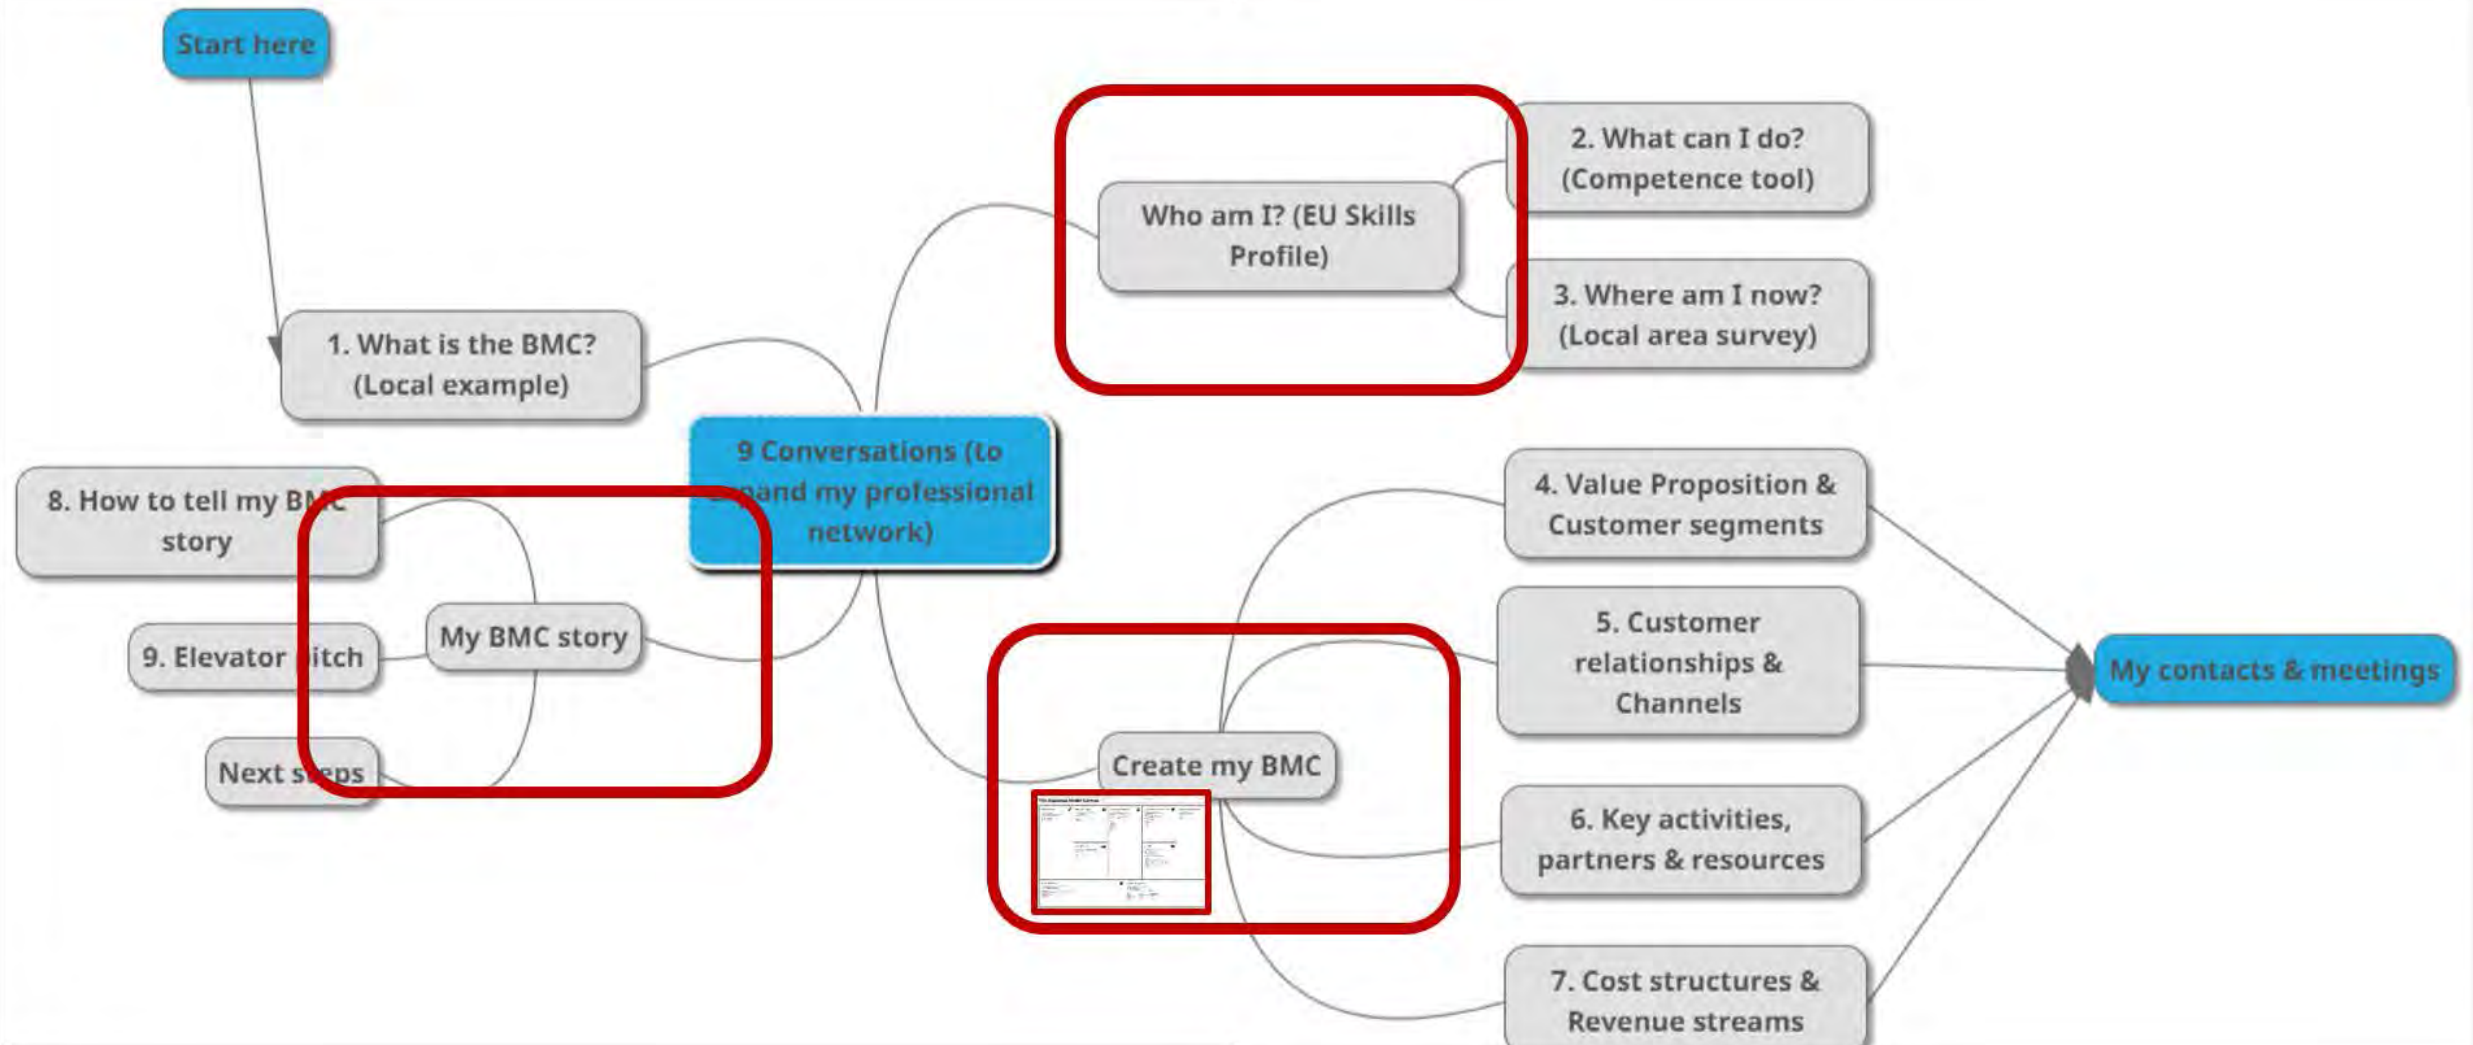 Start here
Who am I? (EU Skills
Profile)
2. What can I do?
(Competence tool)
3. Where am I now?
(Local area survey)
1. What is the BMC?
(Local example)
9 Conversations (to
expand my professional
network)
8. How to tell my BMC
story
9. Elevator pitch
My BMC story
Next steps
Create my BMC
4. Value Proposition &
Customer segments
5. Customer
relationships &
Channels
6. Key activities,
partners & resources
7. Cost structures &
Revenue streams
My contacts & meetings